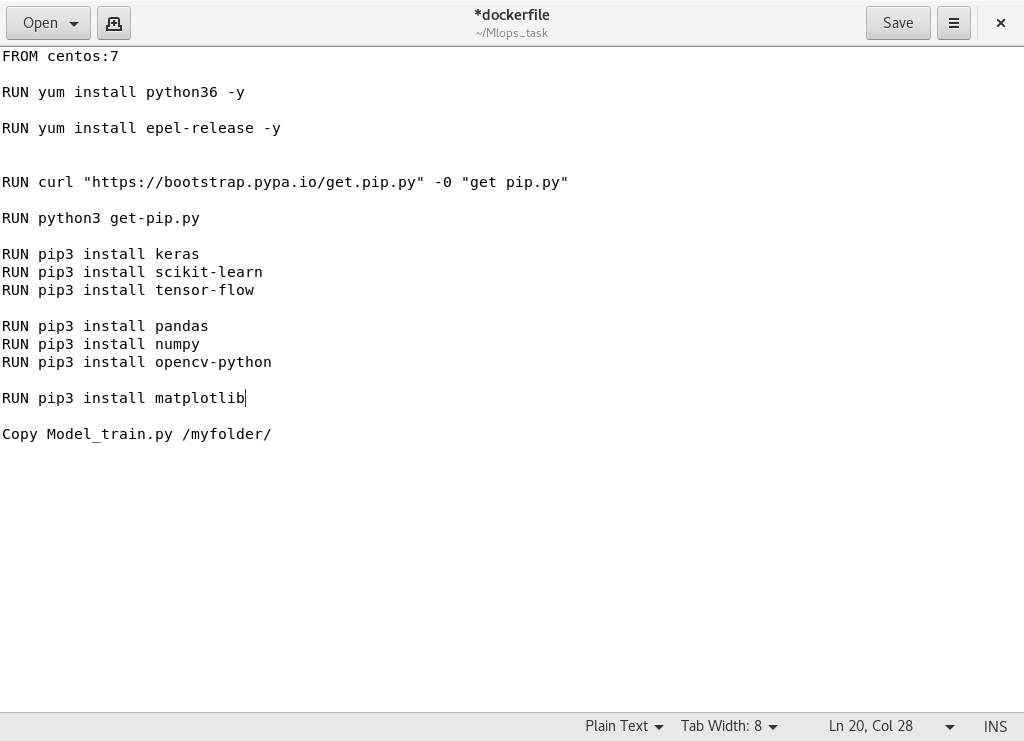 Open
*dockerfile
~/Mlops_task
Save
FROM centos:7
RUN yum install python36 -y
RUN yum install epel-release -y
RUN curl "https://bootstrap.pypa.io/get.pip.py" -0 "get pip.py"
RUN python3 get-pip.py
RUN pip3 install keras
RUN pip3 install scikit-learn
RUN pip3 install tensor-flow
RUN pip3 install pandas
RUN pip3 install numpy
RUN pip3 install opencv-python
RUN pip3 install matplotlib
Copy Model_train.py /myfolder/
Plain Text
Tab Width: 8
Ln 20, Col 28
INS